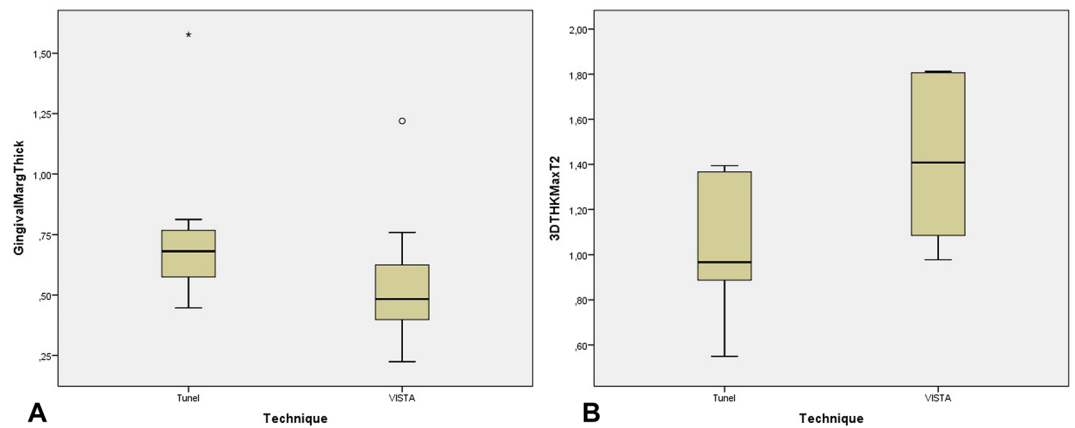 GingivalMargThick
1,50
1,25
1,00
,75
,50
,25
*
Tunel
VISTA
Technique
A
3DTHKMaxT2
2,00
1,80
1,60
1,40
1,20
1,00
,80
,60
Tunel
VISTA
Technique
B